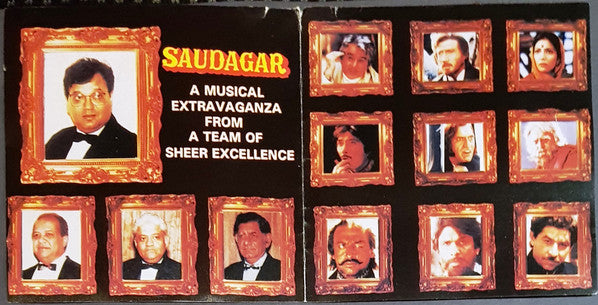 SAUDAGAR
A MUSICAL
EXTRAVAGANZA
FROM
A TEAM OF
SHEER EXCELLENCE